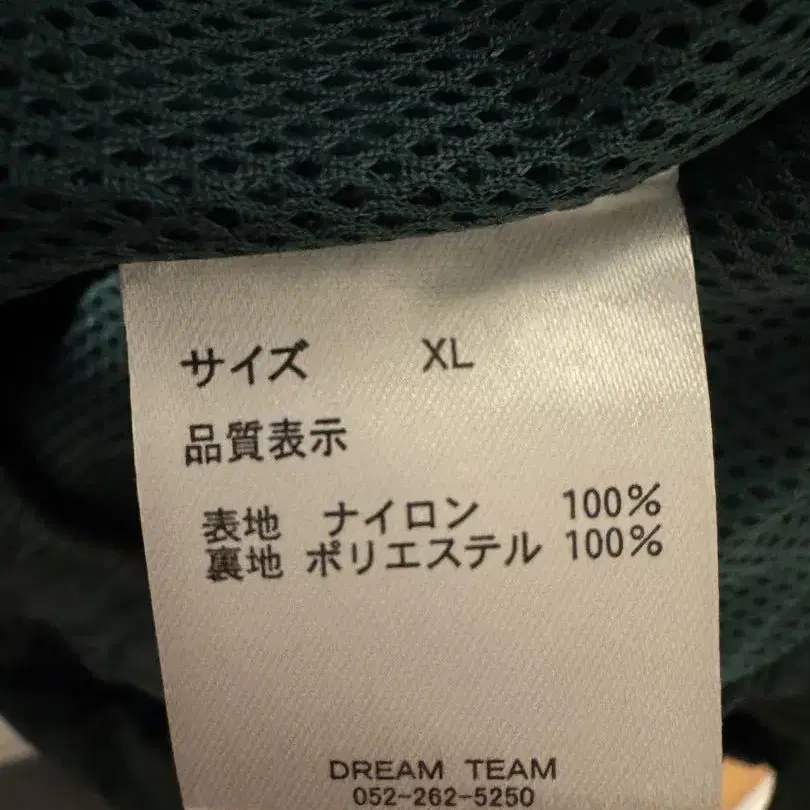 サイズ XL
品質表示
表地 ナイロン 100%
裏地 ポリエステル 100%
DREAM TEAM
052-262-5250